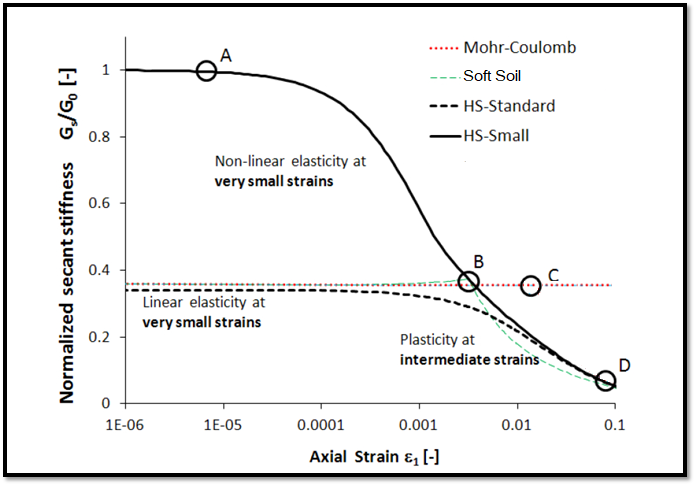 Mohr-Coulomb
Soft Soil
HS-Standard
HS-Small
A
B
C
D
Non-linear elasticity at
very small strains
Linear elasticity at
very small strains
Plasticity at
intermediate strains
Normalized secant stiffness Gs/G0 [-]
1
0.8
0.6
0.4
0.2
0
1E-06
1E-05
0.0001
0.001
0.01
0.1
Axial Strain ε1 [-]